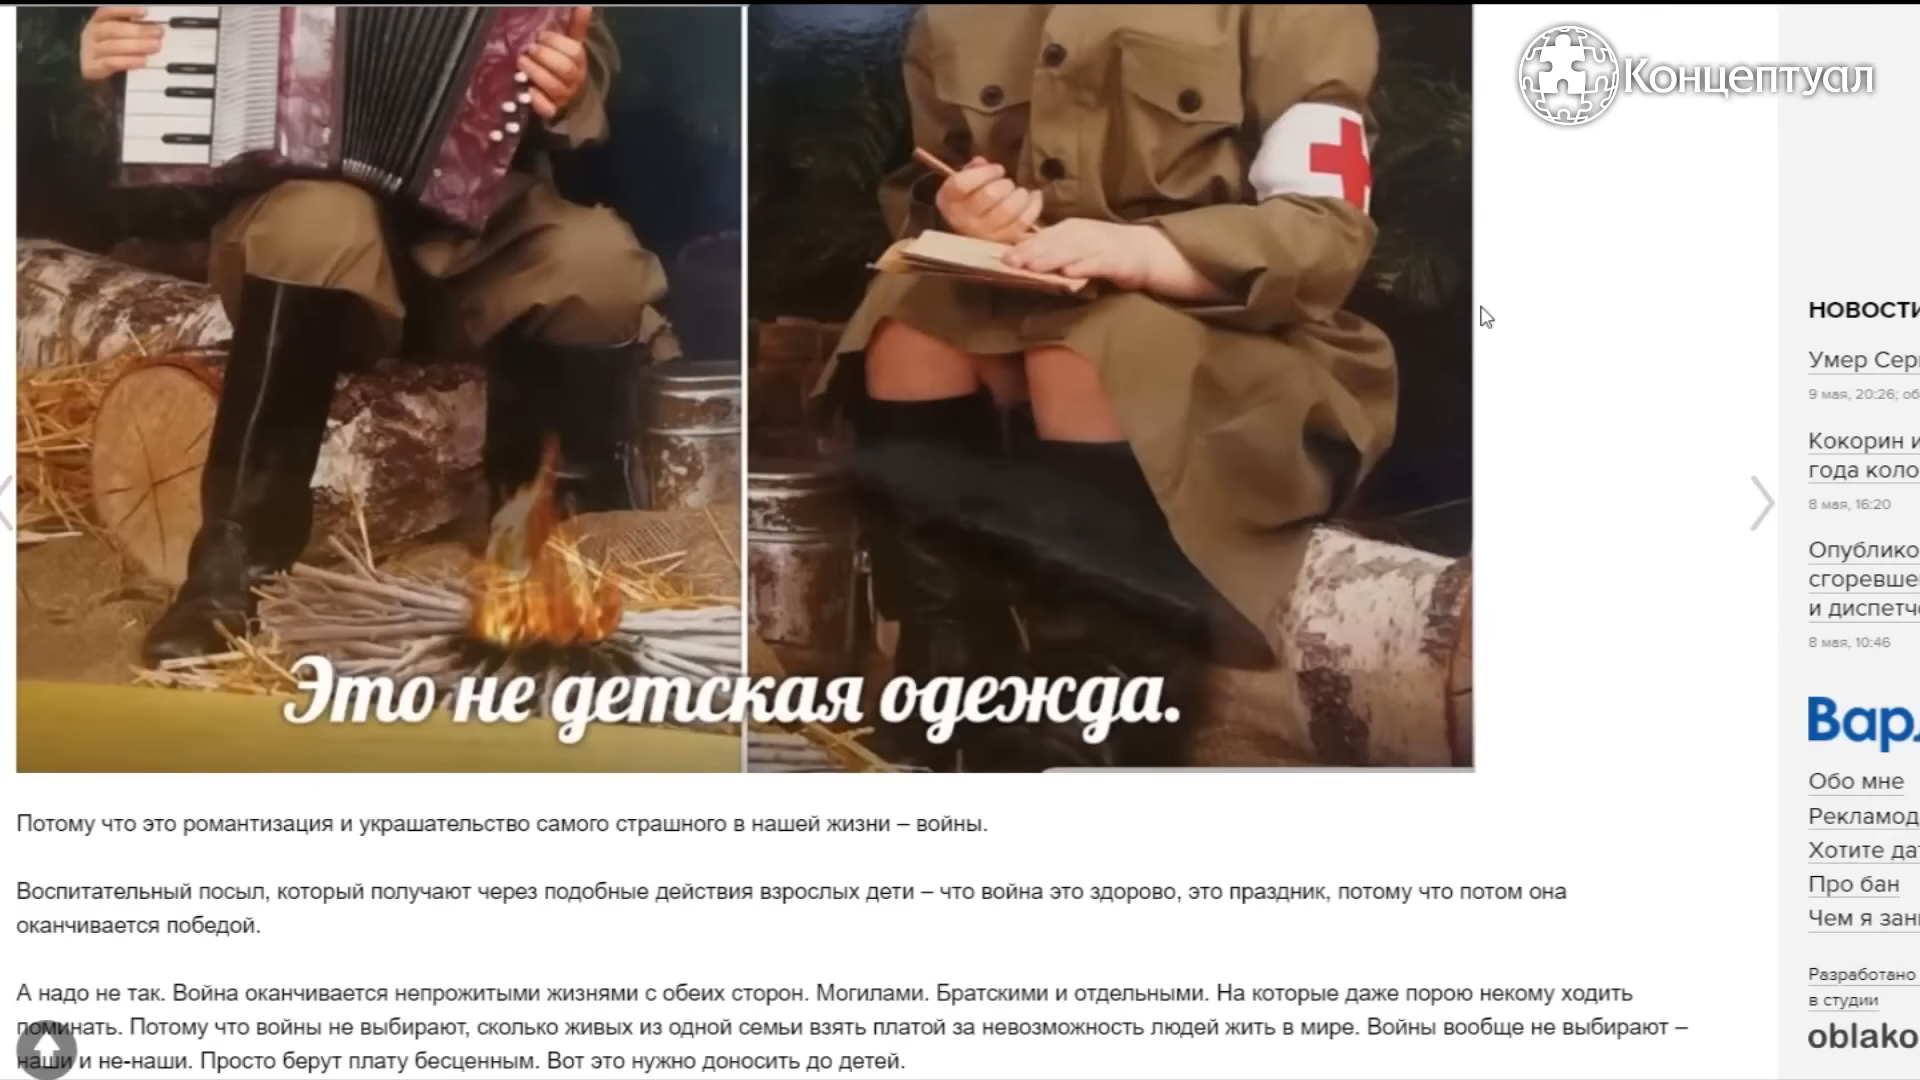 Концептуал
Это не детская одежда.
Потому что это романтизация и украшательство самого страшного в нашей жизни – войны.
Воспитательный посыл, который получают через подобные действия взрослых дети – что война это здорово, это праздник, потому что потом она
оканчивается победой.
А надо не так. Война оканчивается непрожитыми жизнями с обеих сторон. Могилами. Братскими и отдельными. На которые даже порою некому ходить
поминать. Потому что войны не выбирают, сколько живых из одной семьи взять платой за невозможность людей жить в мире. Войны вообще не выбирают –
наши и не-наши. Просто берут плату бесценным. Вот это нужно доносить до детей.
НОВОСТИ
Умер Сер
9 мая, 20:26; об
Кокорин и
года коло
8 мая, 16:20
Опублико
сгоревше
и диспетч
8 мая, 10:46
Вар
Обо мне
Рекламод
Хотите да
Про бан
Чем я зан
Разработано
в студии
oblako